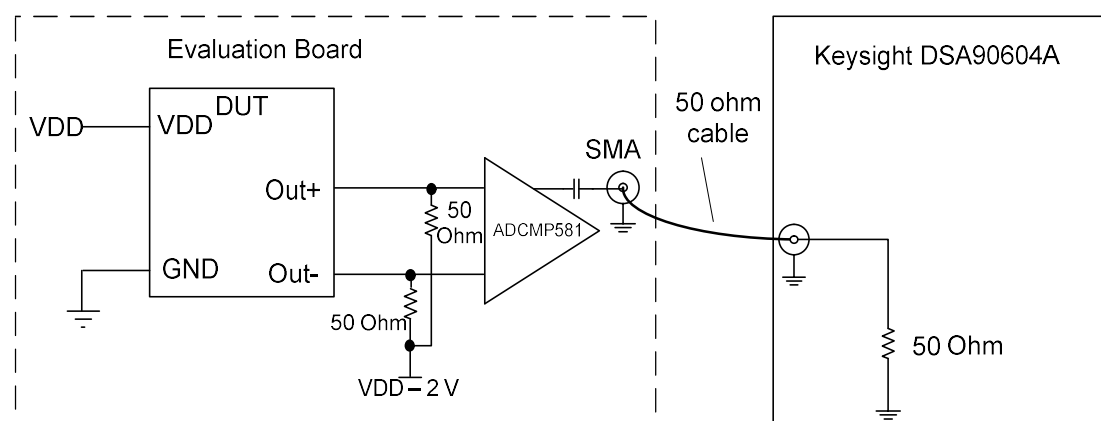 Evaluation Board
Keysight DSA90604A
DUT
VDD
VDD
50 ohm
cable
SMA
Out+
50
Ohm
ADCMP581
GND
Out-
50 Ohm
50 Ohm
VDD – 2 V